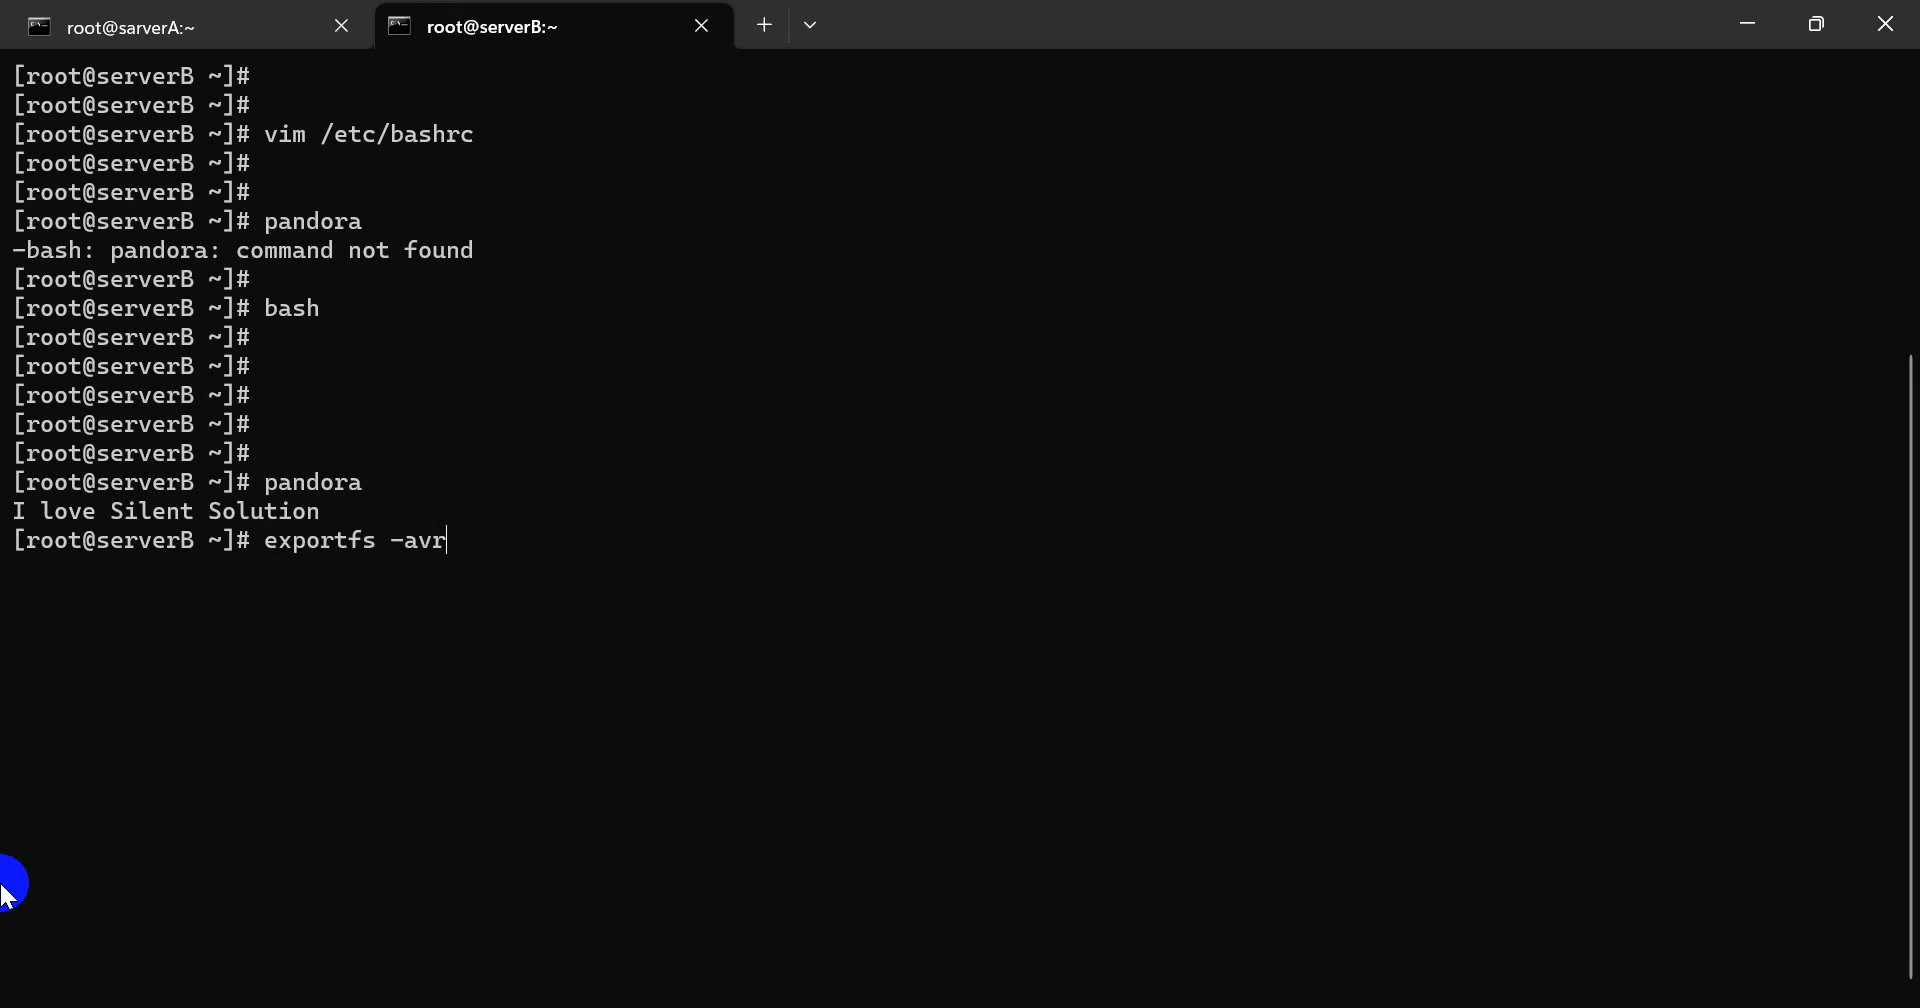 root@sarverA:~
root@serverB:~
[root@serverB ~]#
[root@serverB ~]#
[root@serverB ~]# vim /etc/bashrc
[root@serverB ~]#
[root@serverB ~]#
[root@serverB ~]# pandora
-bash: pandora: command not found
[root@serverB ~]#
[root@serverB ~]# bash
[root@serverB ~]#
[root@serverB ~]#
[root@serverB ~]#
[root@serverB ~]#
[root@serverB ~]#
[root@serverB ~]# pandora
I love Silent Solution
[root@serverB ~]# exportfs -avr